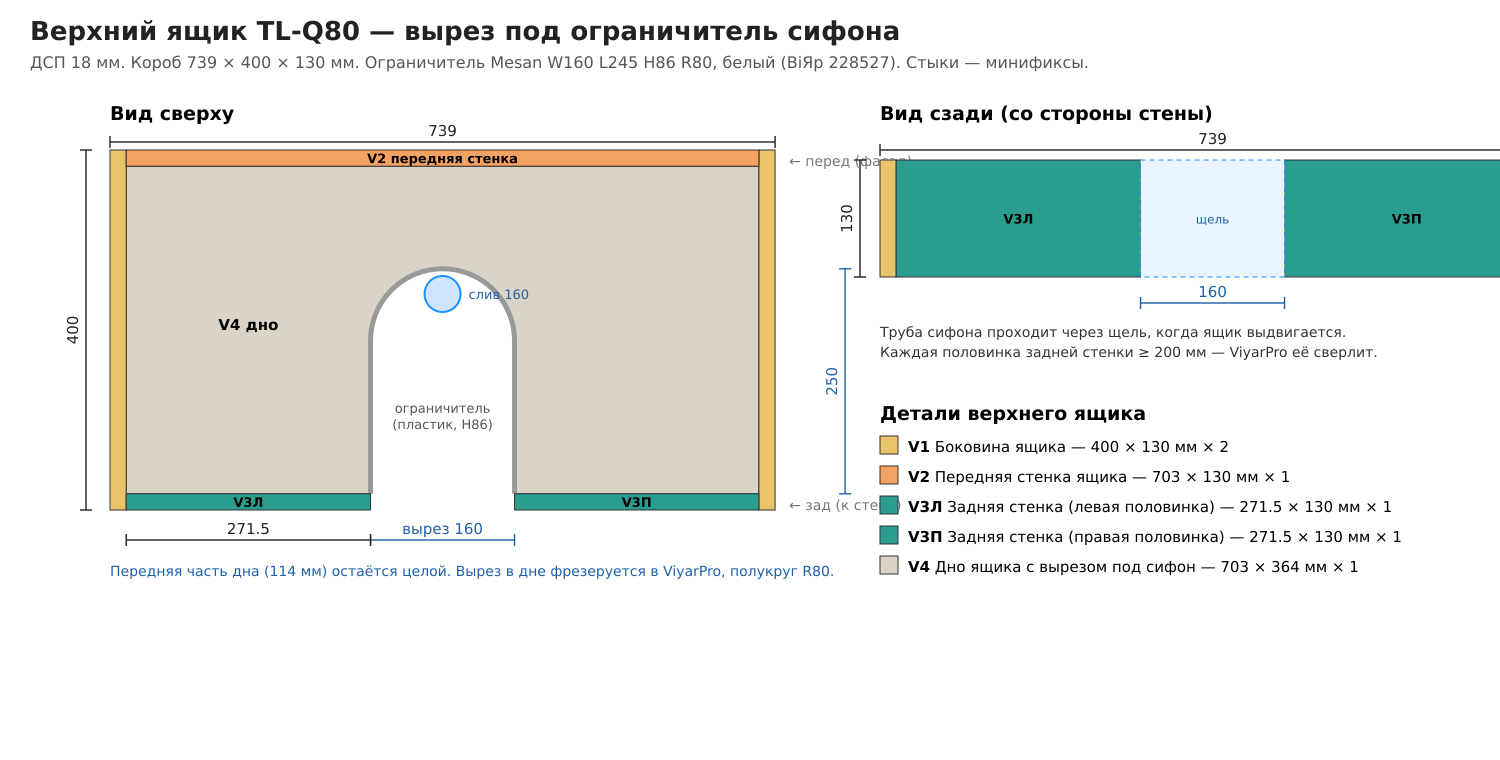 Верхний ящик TL-Q80 — вырез под ограничитель сифона
ДСП 18 мм. Короб 739 × 400 × 130 мм. Ограничитель Mesan W160 L245 H86 R80, белый (ВіЯр 228527). Стыки — минификсы.
Вид сверху
739
V2 передняя стенка
← перед (фасад)
400
слив 160
V4 дно
250
ограничитель
(пластик, H86)
V3Л
V3П
← зад (к стене)
271.5
вырез 160
Передняя часть дна (114 мм) остаётся целой. Вырез в дне фрезеруется в ViyarPro, полукруг R80.
Вид сзади (со стороны стены)
739
130
V3Л
щель
V3П
160
Труба сифона проходит через щель, когда ящик выдвигается.
Каждая половинка задней стенки ≥ 200 мм — ViyarPro её сверлит.
Детали верхнего ящика
V1 Боковина ящика — 400 × 130 мм × 2
V2 Передняя стенка ящика — 703 × 130 мм × 1
V3Л Задняя стенка (левая половинка) — 271.5 × 130 мм × 1
V3П Задняя стенка (правая половинка) — 271.5 × 130 мм × 1
V4 Дно ящика с вырезом под сифон — 703 × 364 мм × 1